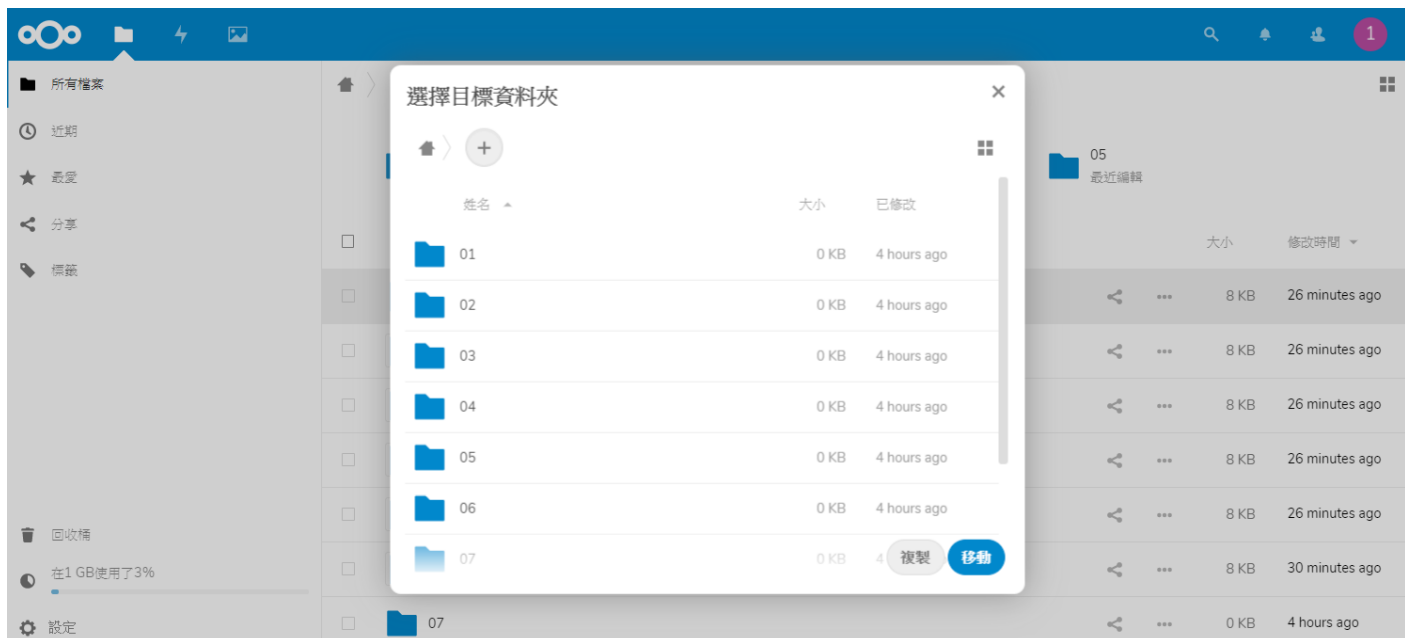 1
所有檔案
近期
最愛
分享
標籤
回收桶
在1 GB使用了3%
設定
選擇目標資料夾
姓名 大小 已修改
01 0 KB 4 hours ago
02 0 KB 4 hours ago
03 0 KB 4 hours ago
04 0 KB 4 hours ago
05 0 KB 4 hours ago
06 0 KB 4 hours ago
07 0 KB 4
複製 移動
05
最近編輯
大小 修改時間
8 KB 26 minutes ago
8 KB 26 minutes ago
8 KB 26 minutes ago
8 KB 26 minutes ago
8 KB 26 minutes ago
8 KB 30 minutes ago
07 0 KB 4 hours ago